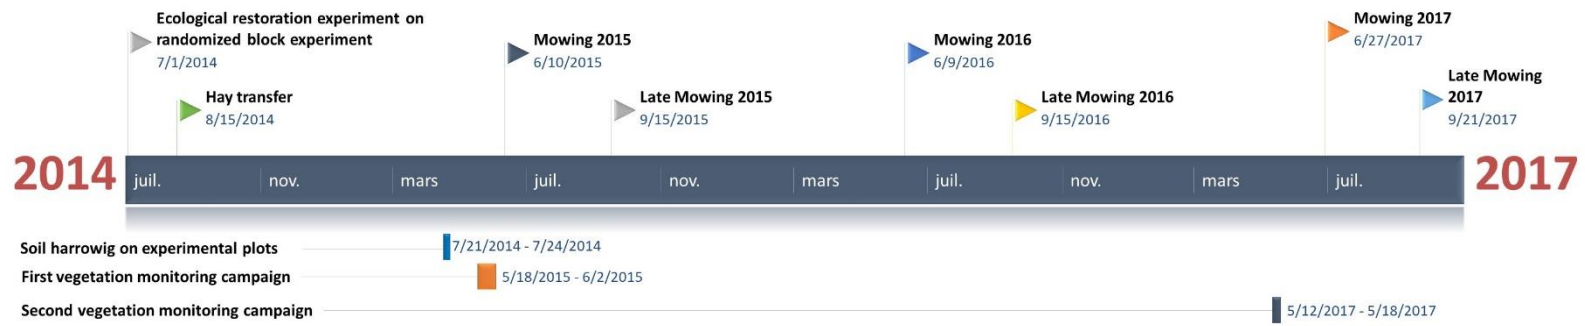 Ecological restoration experiment on
randomized block experiment
7/1/2014
Hay transfer
8/15/2014
Mowing 2015
6/10/2015
Late Mowing 2015
9/15/2015
Mowing 2016
6/9/2016
Late Mowing 2016
9/15/2016
Mowing 2017
6/27/2017
Late Mowing
2017
9/21/2017
2014 juil. nov. mars juil. nov. mars juil. nov. mars juil. 2017
Soil harrowig on experimental plots 7/21/2014 - 7/24/2014
First vegetation monitoring campaign 5/18/2015 - 6/2/2015
Second vegetation monitoring campaign 5/12/2017 - 5/18/2017